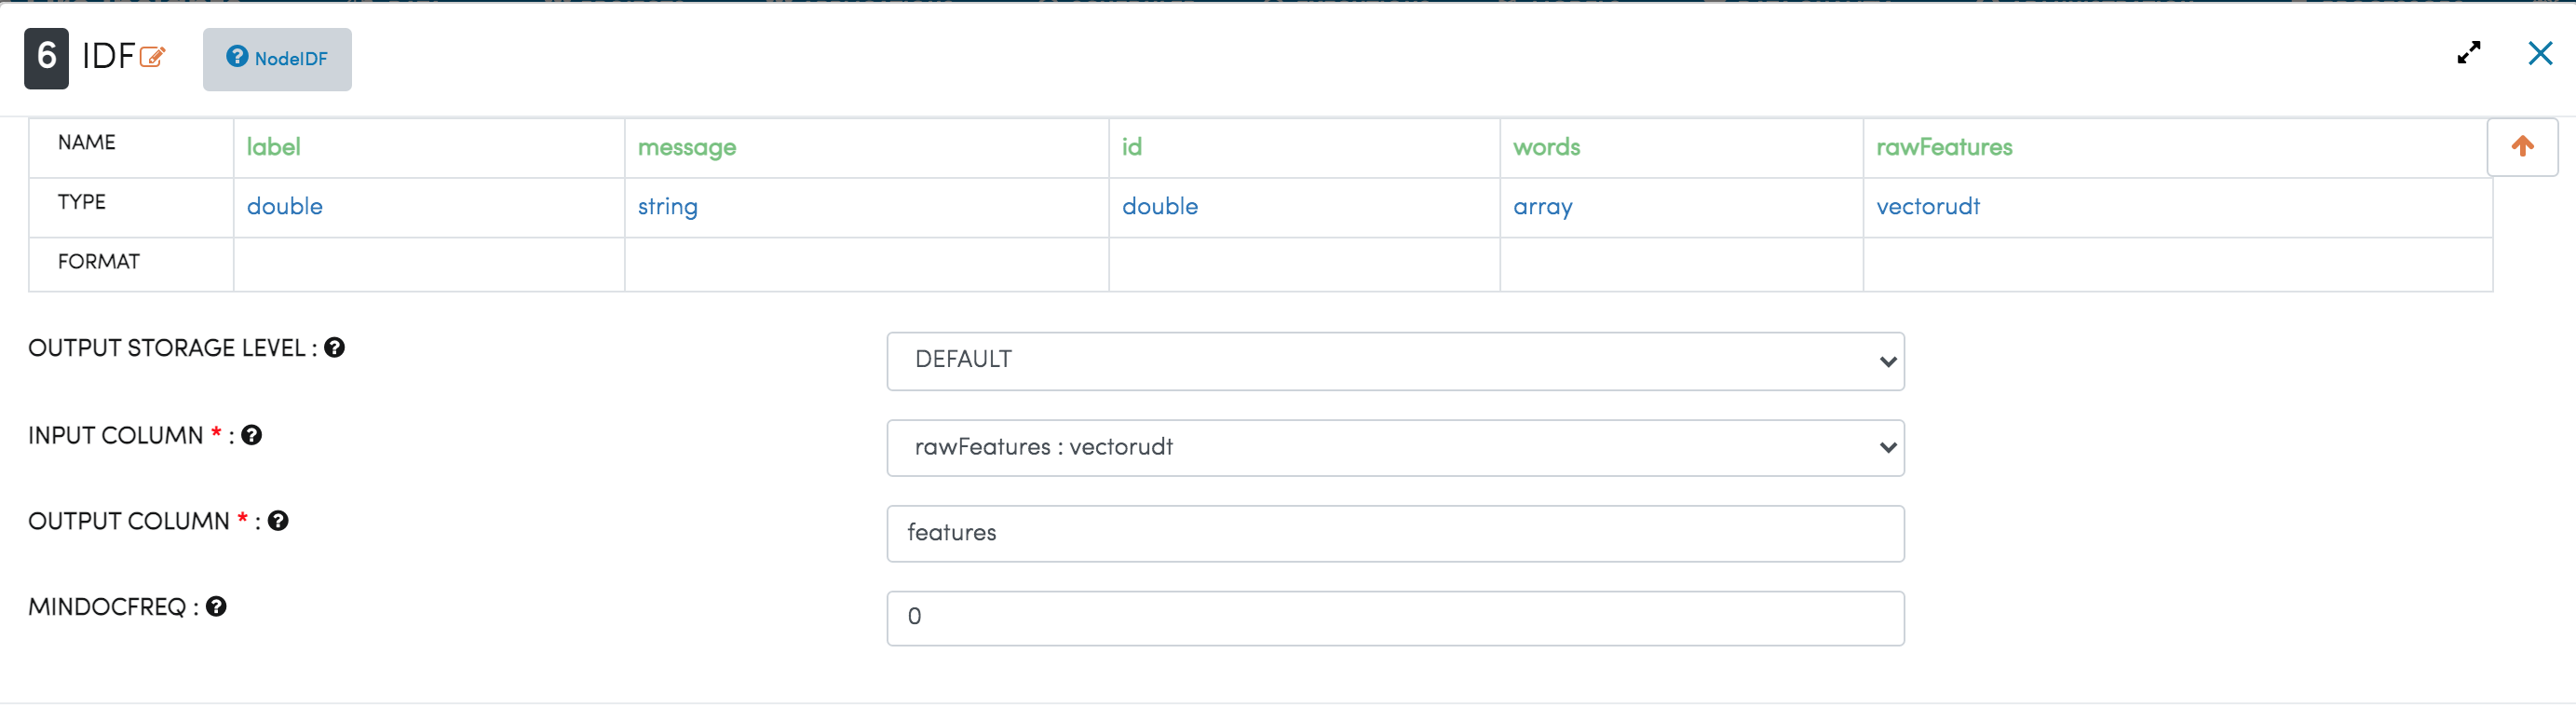 6 IDF NodeIDF
NAME label message id words rawFeatures
TYPE double string double array vectorudt
FORMAT
OUTPUT STORAGE LEVEL : DEFAULT
INPUT COLUMN * : rawFeatures : vectorudt
OUTPUT COLUMN * : features
MINDOCFREQ : 0